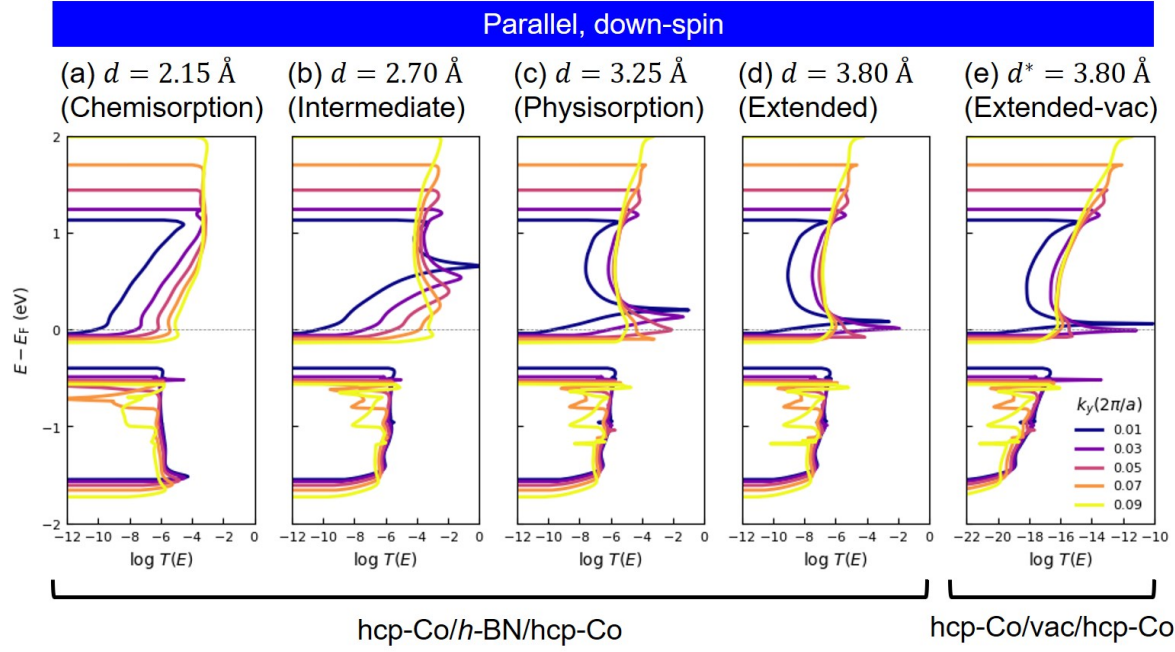 Parallel, down-spin
(a) d = 2.15 Å
(Chemisorption)
(b) d = 2.70 Å
(Intermediate)
(c) d = 3.25 Å
(Physisorption)
(d) d = 3.80 Å
(Extended)
(e) d* = 3.80 Å
(Extended-vac)
E − E_F (eV)
2
1
0
−1
−2
−12 −10 −8 −6 −4 −2 0
log T(E)
−12 −10 −8 −6 −4 −2 0
log T(E)
−12 −10 −8 −6 −4 −2 0
log T(E)
−12 −10 −8 −6 −4 −2 0
log T(E)
k_y(2π/a)
0.01
0.03
0.05
0.07
0.09
−22 −20 −18 −16 −14 −12 −10
log T(E)
hcp-Co/h-BN/hcp-Co
hcp-Co/vac/hcp-Co